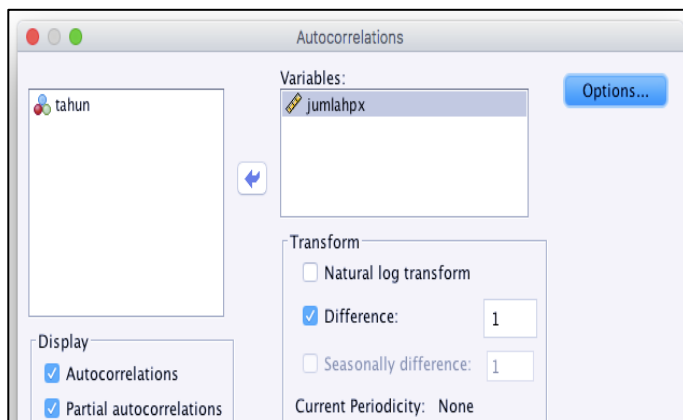 Autocorrelations
Variables:
tahun
jumlahpx
Options...
Transform
Natural log transform
Difference: 1
Seasonally difference: 1
Current Periodicity: None
Display
Autocorrelations
Partial autocorrelations